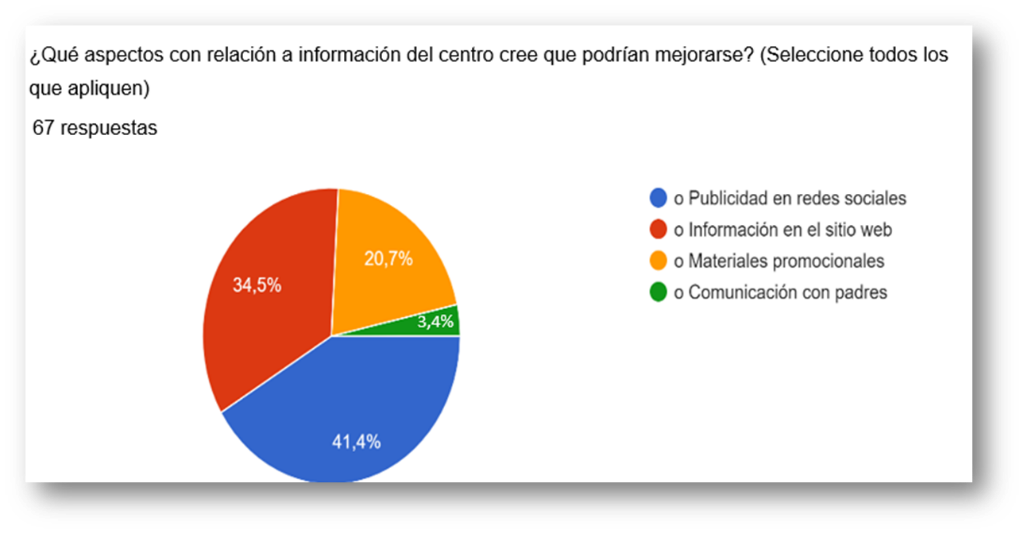 ¿Qué aspectos con relación a información del centro cree que podrían mejorarse? (Seleccione todos los
que apliquen)
67 respuestas
o Publicidad en redes sociales
o Información en el sitio web
o Materiales promocionales
o Comunicación con padres
20,7%
34,5%
3,4%
41,4%